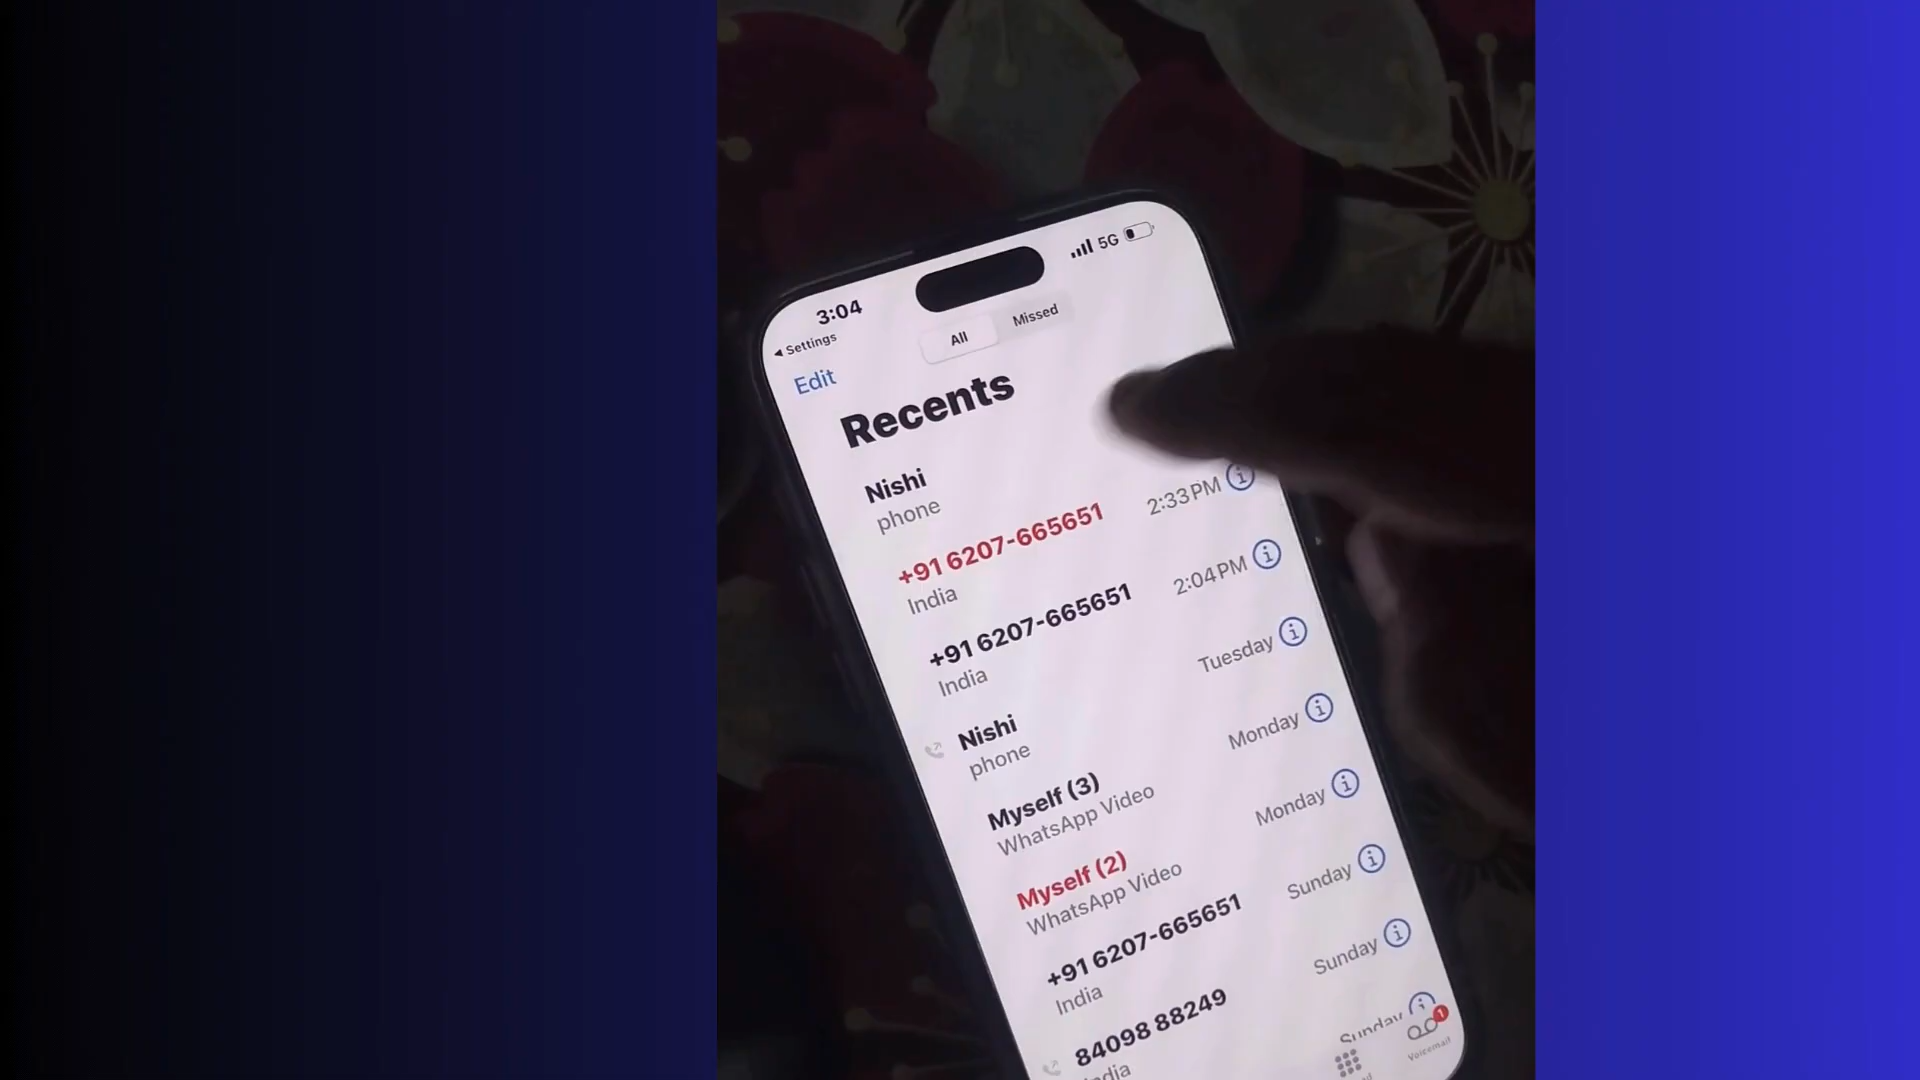 3:04
5G
Settings
All
Missed
Edit
Recents
Nishi
phone
2:33 PM
+91 6207-665651
India
2:04 PM
+91 6207-665651
India
Tuesday
Nishi
phone
Monday
Myself (3)
WhatsApp Video
Monday
Myself (2)
WhatsApp Video
Sunday
+91 6207-665651
India
Sunday
84098 88249
Sunday
1
Voicemail